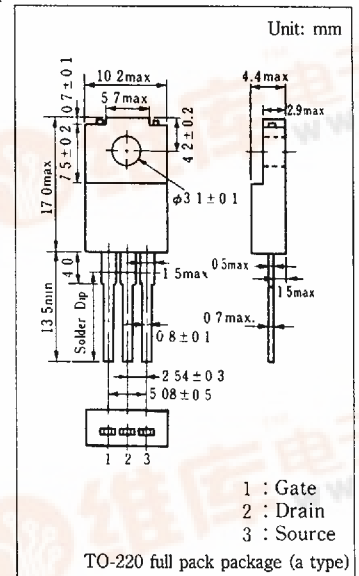 Unit: mm
10 2max
5 7max
0 7 ± 0 1
7 5 ± 0 2
17 0max
4 2 ± 0.2
φ3 1 ± 0 1
4.4max
2.9max
1 5max
0 5max
1 5max
0 7 max.
4 0
13 5min
Solder Dip
0 8 ± 0 1
2 54 ± 0 3
5 08 ± 0 5
1 2 3
1 : Gate
2 : Drain
3 : Source
TO-220 full pack package (a type)